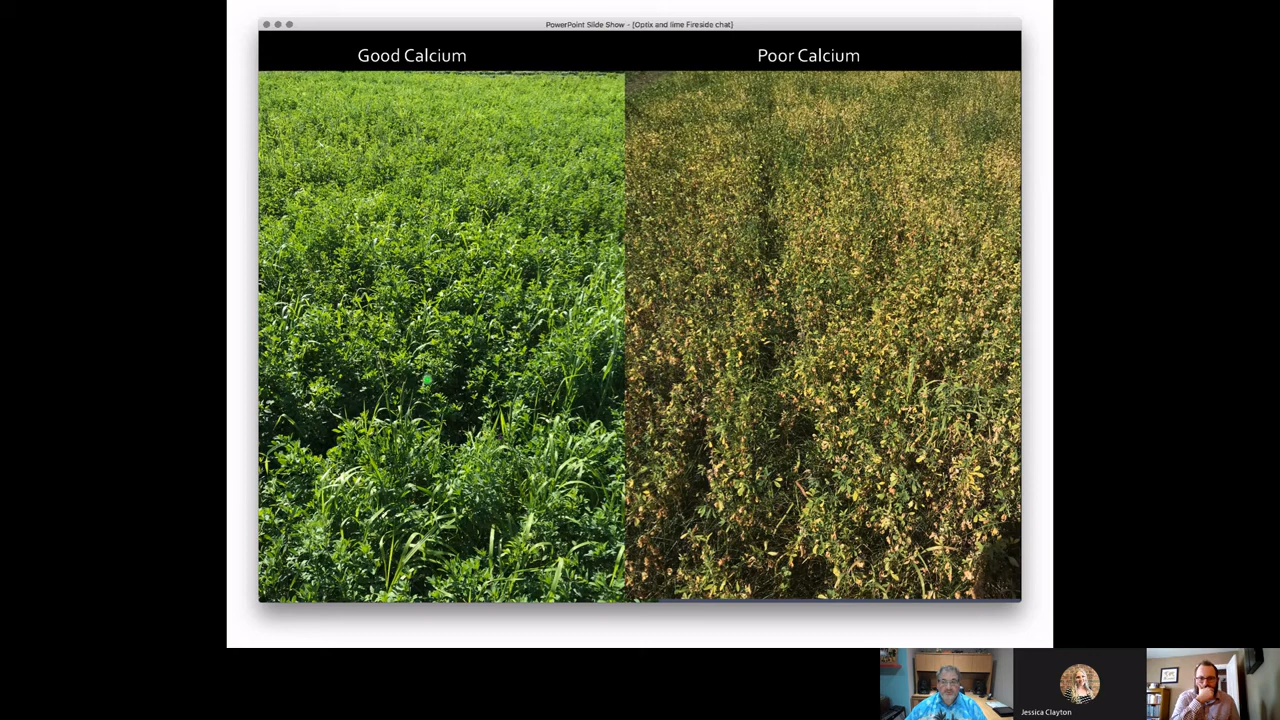 PowerPoint Slide Show - [Optix and lime Fireside chat]
Good Calcium
Poor Calcium
Jessica Clayton